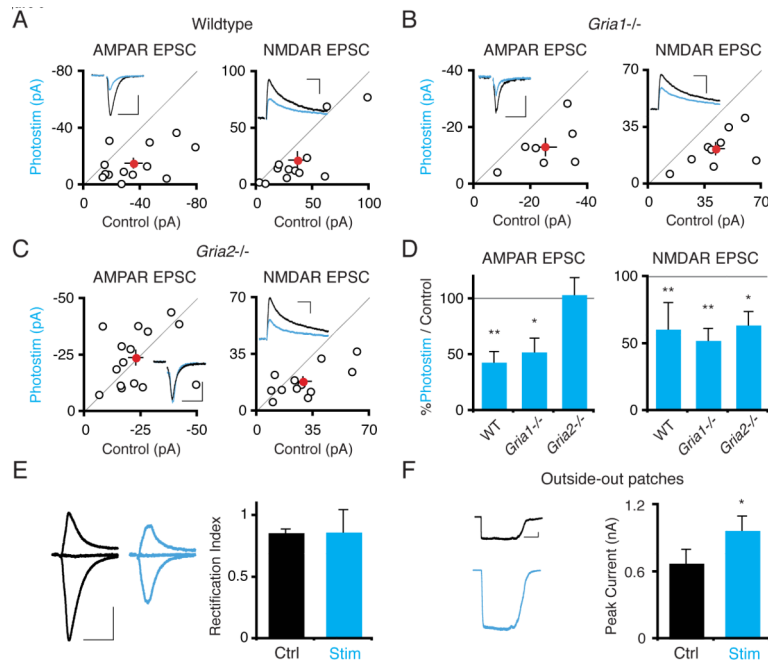 A
Wildtype
AMPAR EPSC
NMDAR EPSC
Photostim (pA)
-80
-40
0
0
-40
-80
Control (pA)
100
50
0
0
50
100
Control (pA)
B
Gria1-/-
AMPAR EPSC
NMDAR EPSC
Photostim (pA)
-40
-20
0
0
-20
-40
Control (pA)
70
35
0
0
35
70
Control (pA)
C
Gria2-/-
AMPAR EPSC
NMDAR EPSC
Photostim (pA)
-50
-25
0
0
-25
-50
Control (pA)
70
35
0
0
35
70
Control (pA)
D
AMPAR EPSC
NMDAR EPSC
%Photostim / Control
100
50
0
**
*
WT
Gria1-/-
Gria2-/-
100
50
0
**
**
*
WT
Gria1-/-
Gria2-/-
E
Rectification Index
1
0.5
0
Ctrl
Stim
F
Outside-out patches
Peak Current (nA)
1.2
0.6
0
*
Ctrl
Stim